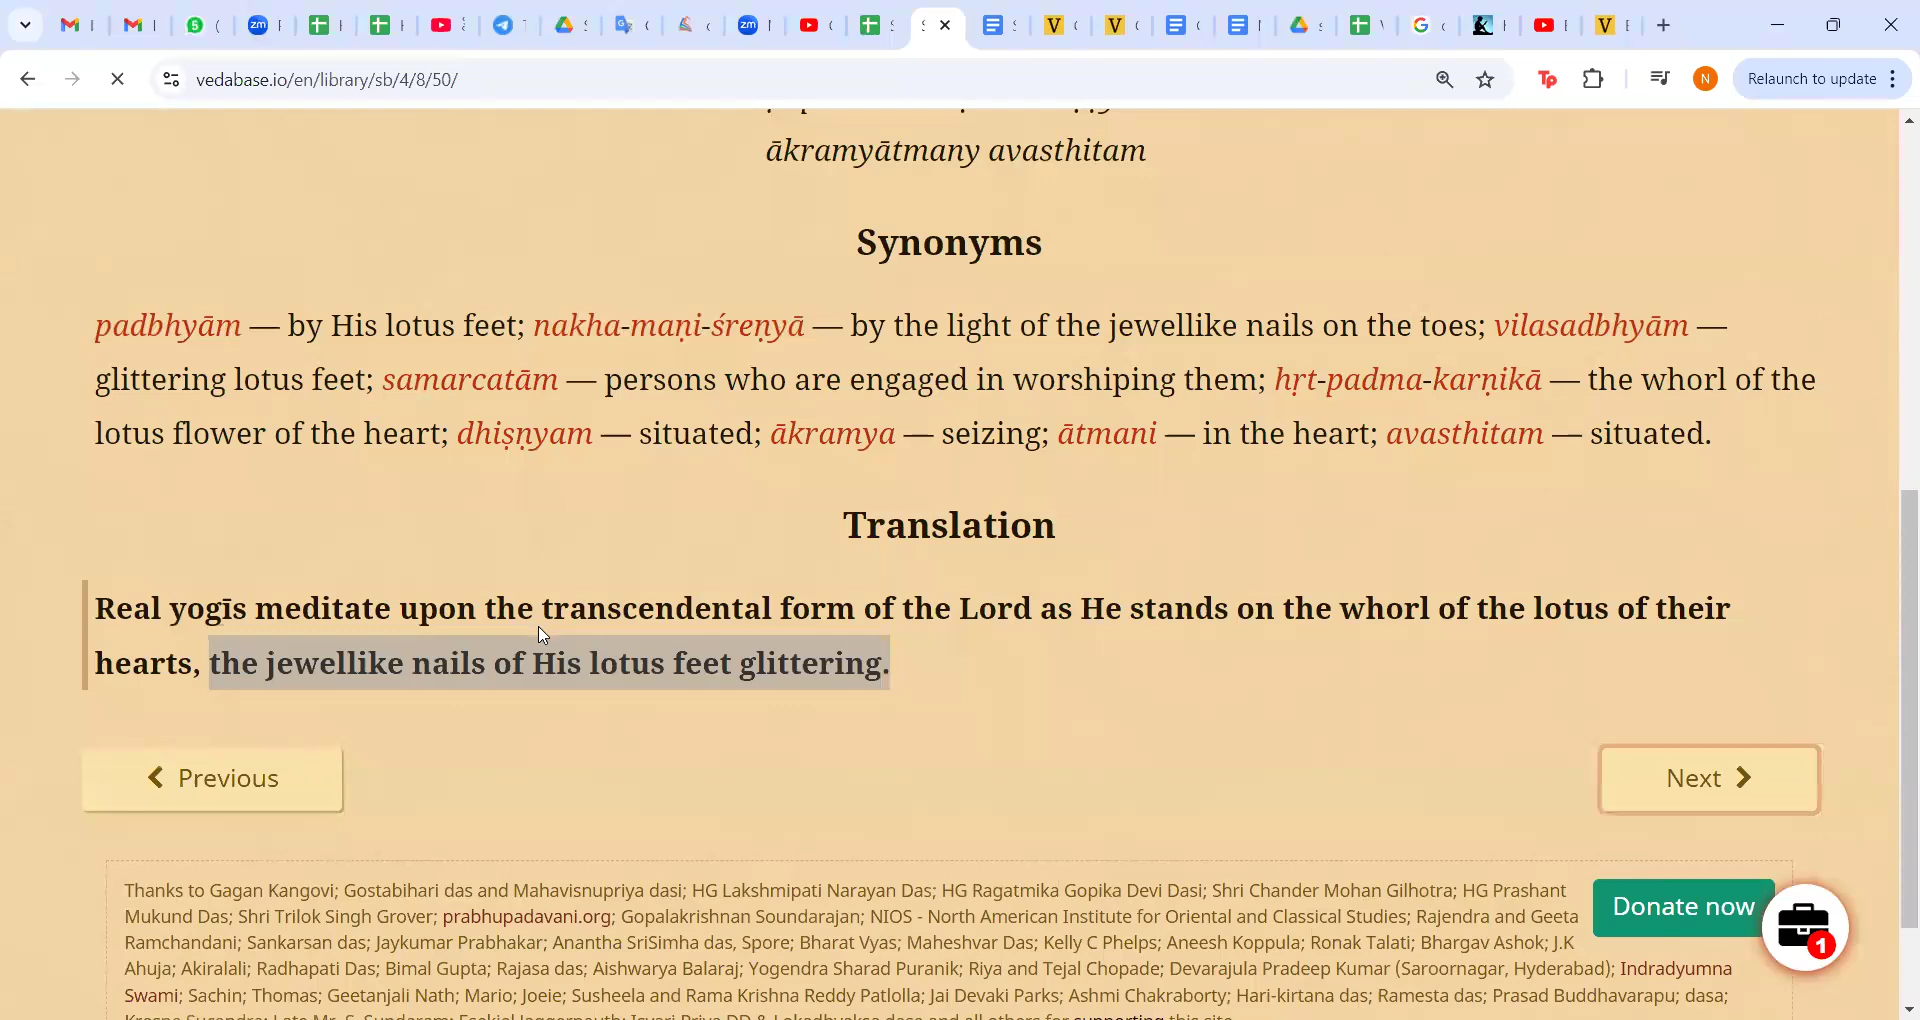 vedabase.io/en/library/sb/4/8/50/
Relaunch to update
ākramyātmany avasthitam
Synonyms
padbhyām — by His lotus feet; nakha-maṇi-śreṇyā — by the light of the jewellike nails on the toes; vilasadbhyām —
glittering lotus feet; samarcatām — persons who are engaged in worshiping them; hṛt-padma-karṇikā — the whorl of the
lotus flower of the heart; dhiṣṇyam — situated; ākramya — seizing; ātmani — in the heart; avasthitam — situated.
Translation
Real yogīs meditate upon the transcendental form of the Lord as He stands on the whorl of the lotus of their
hearts, the jewellike nails of His lotus feet glittering.
Previous
Next
Thanks to Gagan Kangovi; Gostabihari das and Mahavisnupriya dasi; HG Lakshmipati Narayan Das; HG Ragatmika Gopika Devi Dasi; Shri Chander Mohan Gilhotra; HG Prashant
Mukund Das; Shri Trilok Singh Grover; prabhupadavani.org; Gopalakrishnan Soundarajan; NIOS - North American Institute for Oriental and Classical Studies; Rajendra and Geeta
Ramchandani; Sankarsan das; Jaykumar Prabhakar; Anantha SriSimha das, Spore; Bharat Vyas; Maheshvar Das; Kelly C Phelps; Aneesh Koppula; Ronak Talati; Bhargav Ashok; J.K
Ahuja; Akiralali; Radhapati Das; Bimal Gupta; Rajasa das; Aishwarya Balaraj; Yogendra Sharad Puranik; Riya and Tejal Chopade; Devarajula Pradeep Kumar (Saroornagar, Hyderabad); Indradyumna
Swami; Sachin; Thomas; Geetanjali Nath; Mario; Joeie; Susheela and Rama Krishna Reddy Patlolla; Jai Devaki Parks; Ashmi Chakraborty; Hari-kirtana das; Ramesta das; Prasad Buddhavarapu; dasa;
Donate now
1